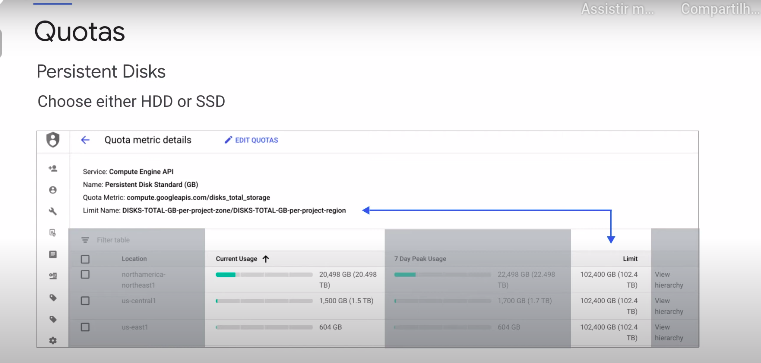 Assistir m...
Compartilh...
Quotas
Persistent Disks
Choose either HDD or SSD
Quota metric details
EDIT QUOTAS
Service: Compute Engine API
Name: Persistent Disk Standard (GB)
Quota Metric: compute.googleapis.com/disks_total_storage
Limit Name: DISKS-TOTAL-GB-per-project-zone/DISKS-TOTAL-GB-per-project-region
Filter table
Location Current Usage 7 Day Peak Usage Limit
northamerica- 20,498 GB (20.498 22,498 GB (22.498 102,400 GB (102.4 View
northeast1 TB) TB) TB) hierarchy
us-central1 1,500 GB (1.5 TB) 1,700 GB (1.7 TB) 102,400 GB (102.4 View
TB) hierarchy
us-east1 604 GB 604 GB 102,400 GB (102.4 View
TB) hierarchy